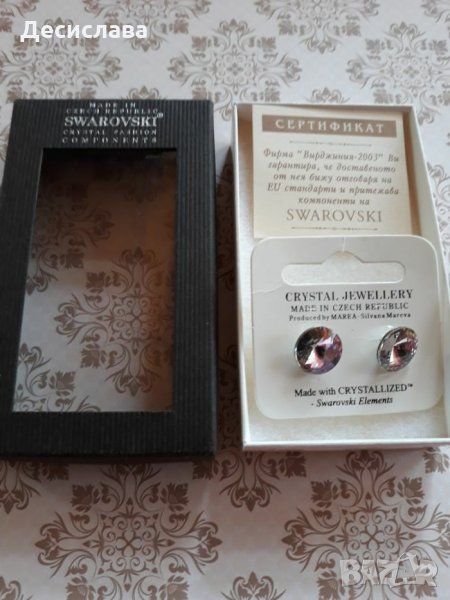 Десислава
MADE IN
CZECH REPUBLIC
SWAROVSKI®
CRYSTAL FASHION
COMPONENTS
СЕРТИФИКАТ
Фирма "Вирджиния-2003" Ви
гарантира, че доставеното
от нея бижу отговаря на
EU стандарти и притежава
компоненти на
SWAROVSKI
CRYSTAL JEWELLERY
MADE IN CZECH REPUBLIC
Produced by MAREA - Silvana Mareva
Made with CRYSTALLIZED™
- Swarovski Elements
BAZAR